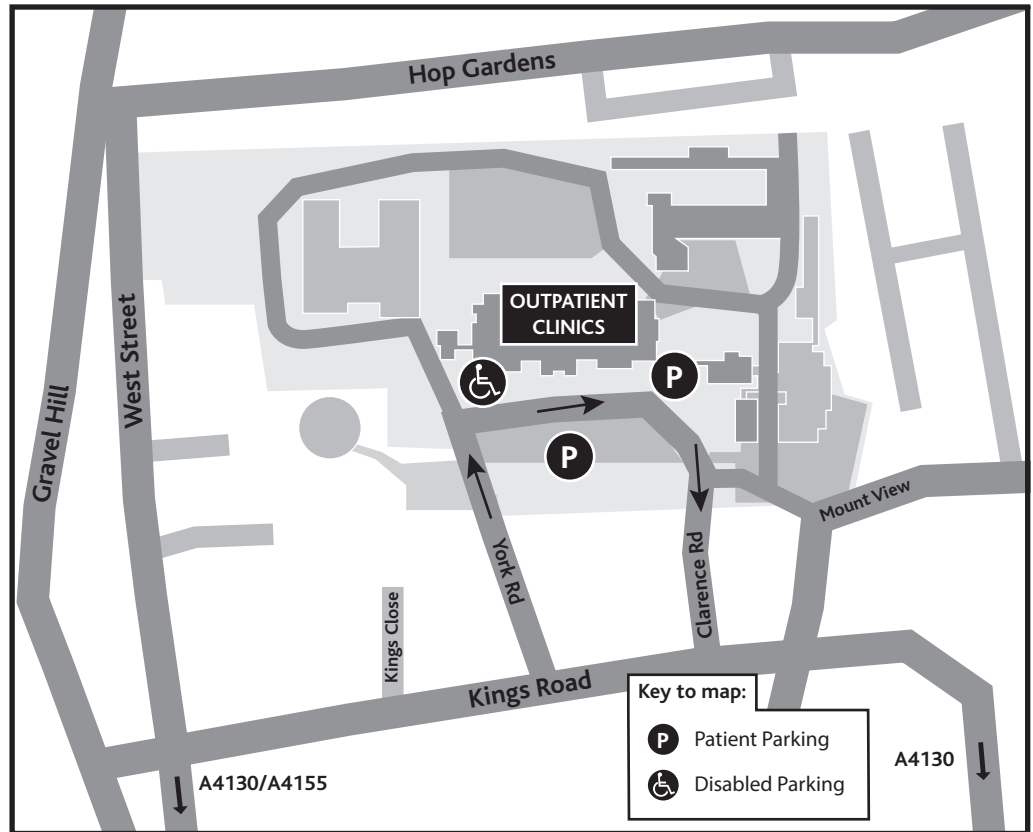 Hop Gardens
West Street
Gravel Hill
OUTPATIENT
CLINICS
P
P
Mount View
York Rd
Clarence Rd
Kings Close
Kings Road
Key to map:
P Patient Parking
Disabled Parking
A4130/A4155
A4130